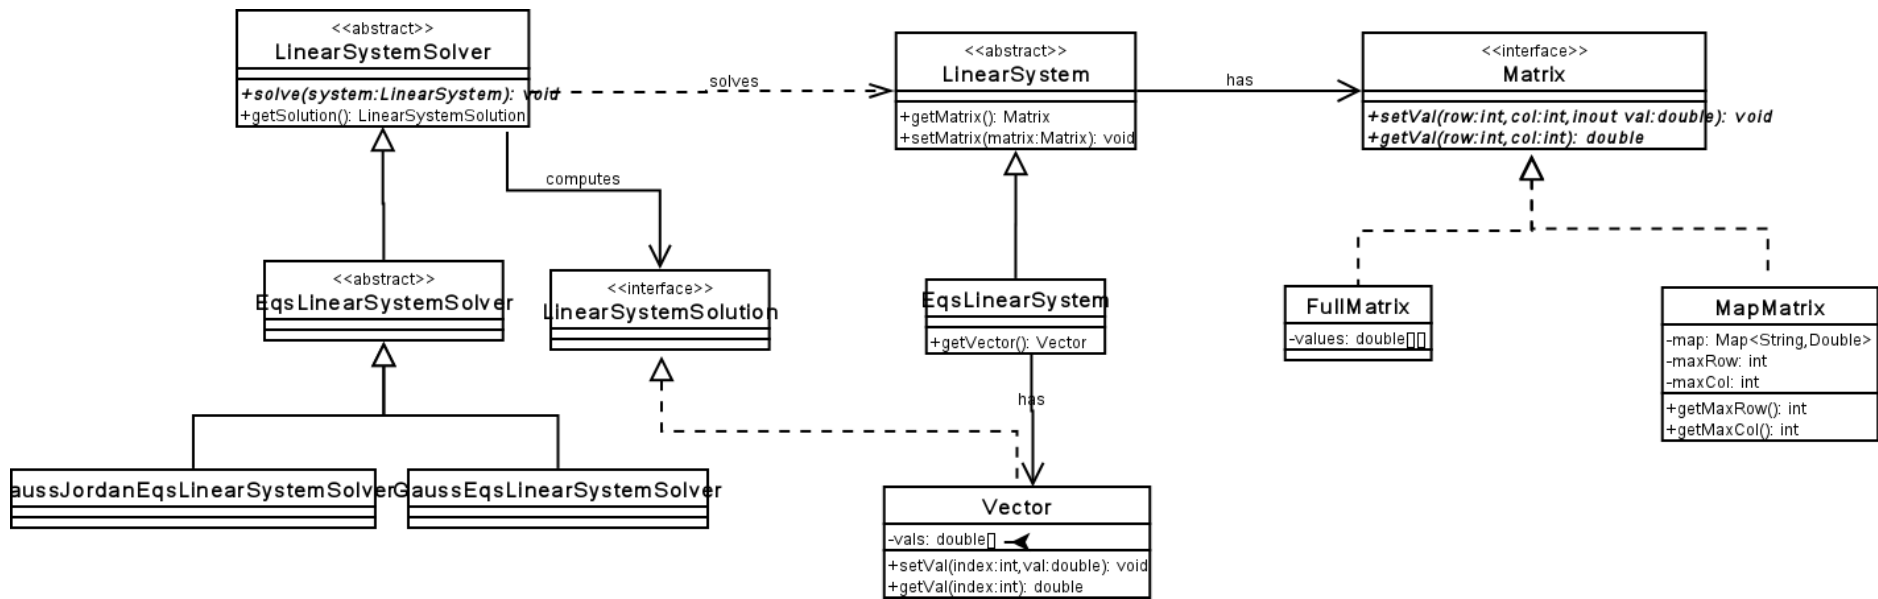 <<abstract>>
LinearSystemSolver
+solve(system:LinearSystem): void
+getSolution(): LinearSystemSolution
solves
<<abstract>>
LinearSystem
+getMatrix(): Matrix
+setMatrix(matrix:Matrix): void
has
<<interface>>
Matrix
+setVal(row:int,col:int,inout val:double): void
+getVal(row:int,col:int): double
computes
<<abstract>>
EqsLinearSystemSolver
<<interface>>
LinearSystemSolution
EqsLinearSystem
+getVector(): Vector
has
FullMatrix
-values: double[][]
MapMatrix
-map: Map<String,Double>
-maxRow: int
-maxCol: int
+getMaxRow(): int
+getMaxCol(): int
aussJordanEqsLinearSystemSolver
GaussEqsLinearSystemSolver
Vector
-vals: double[]
+setVal(index:int,val:double): void
+getVal(index:int): double